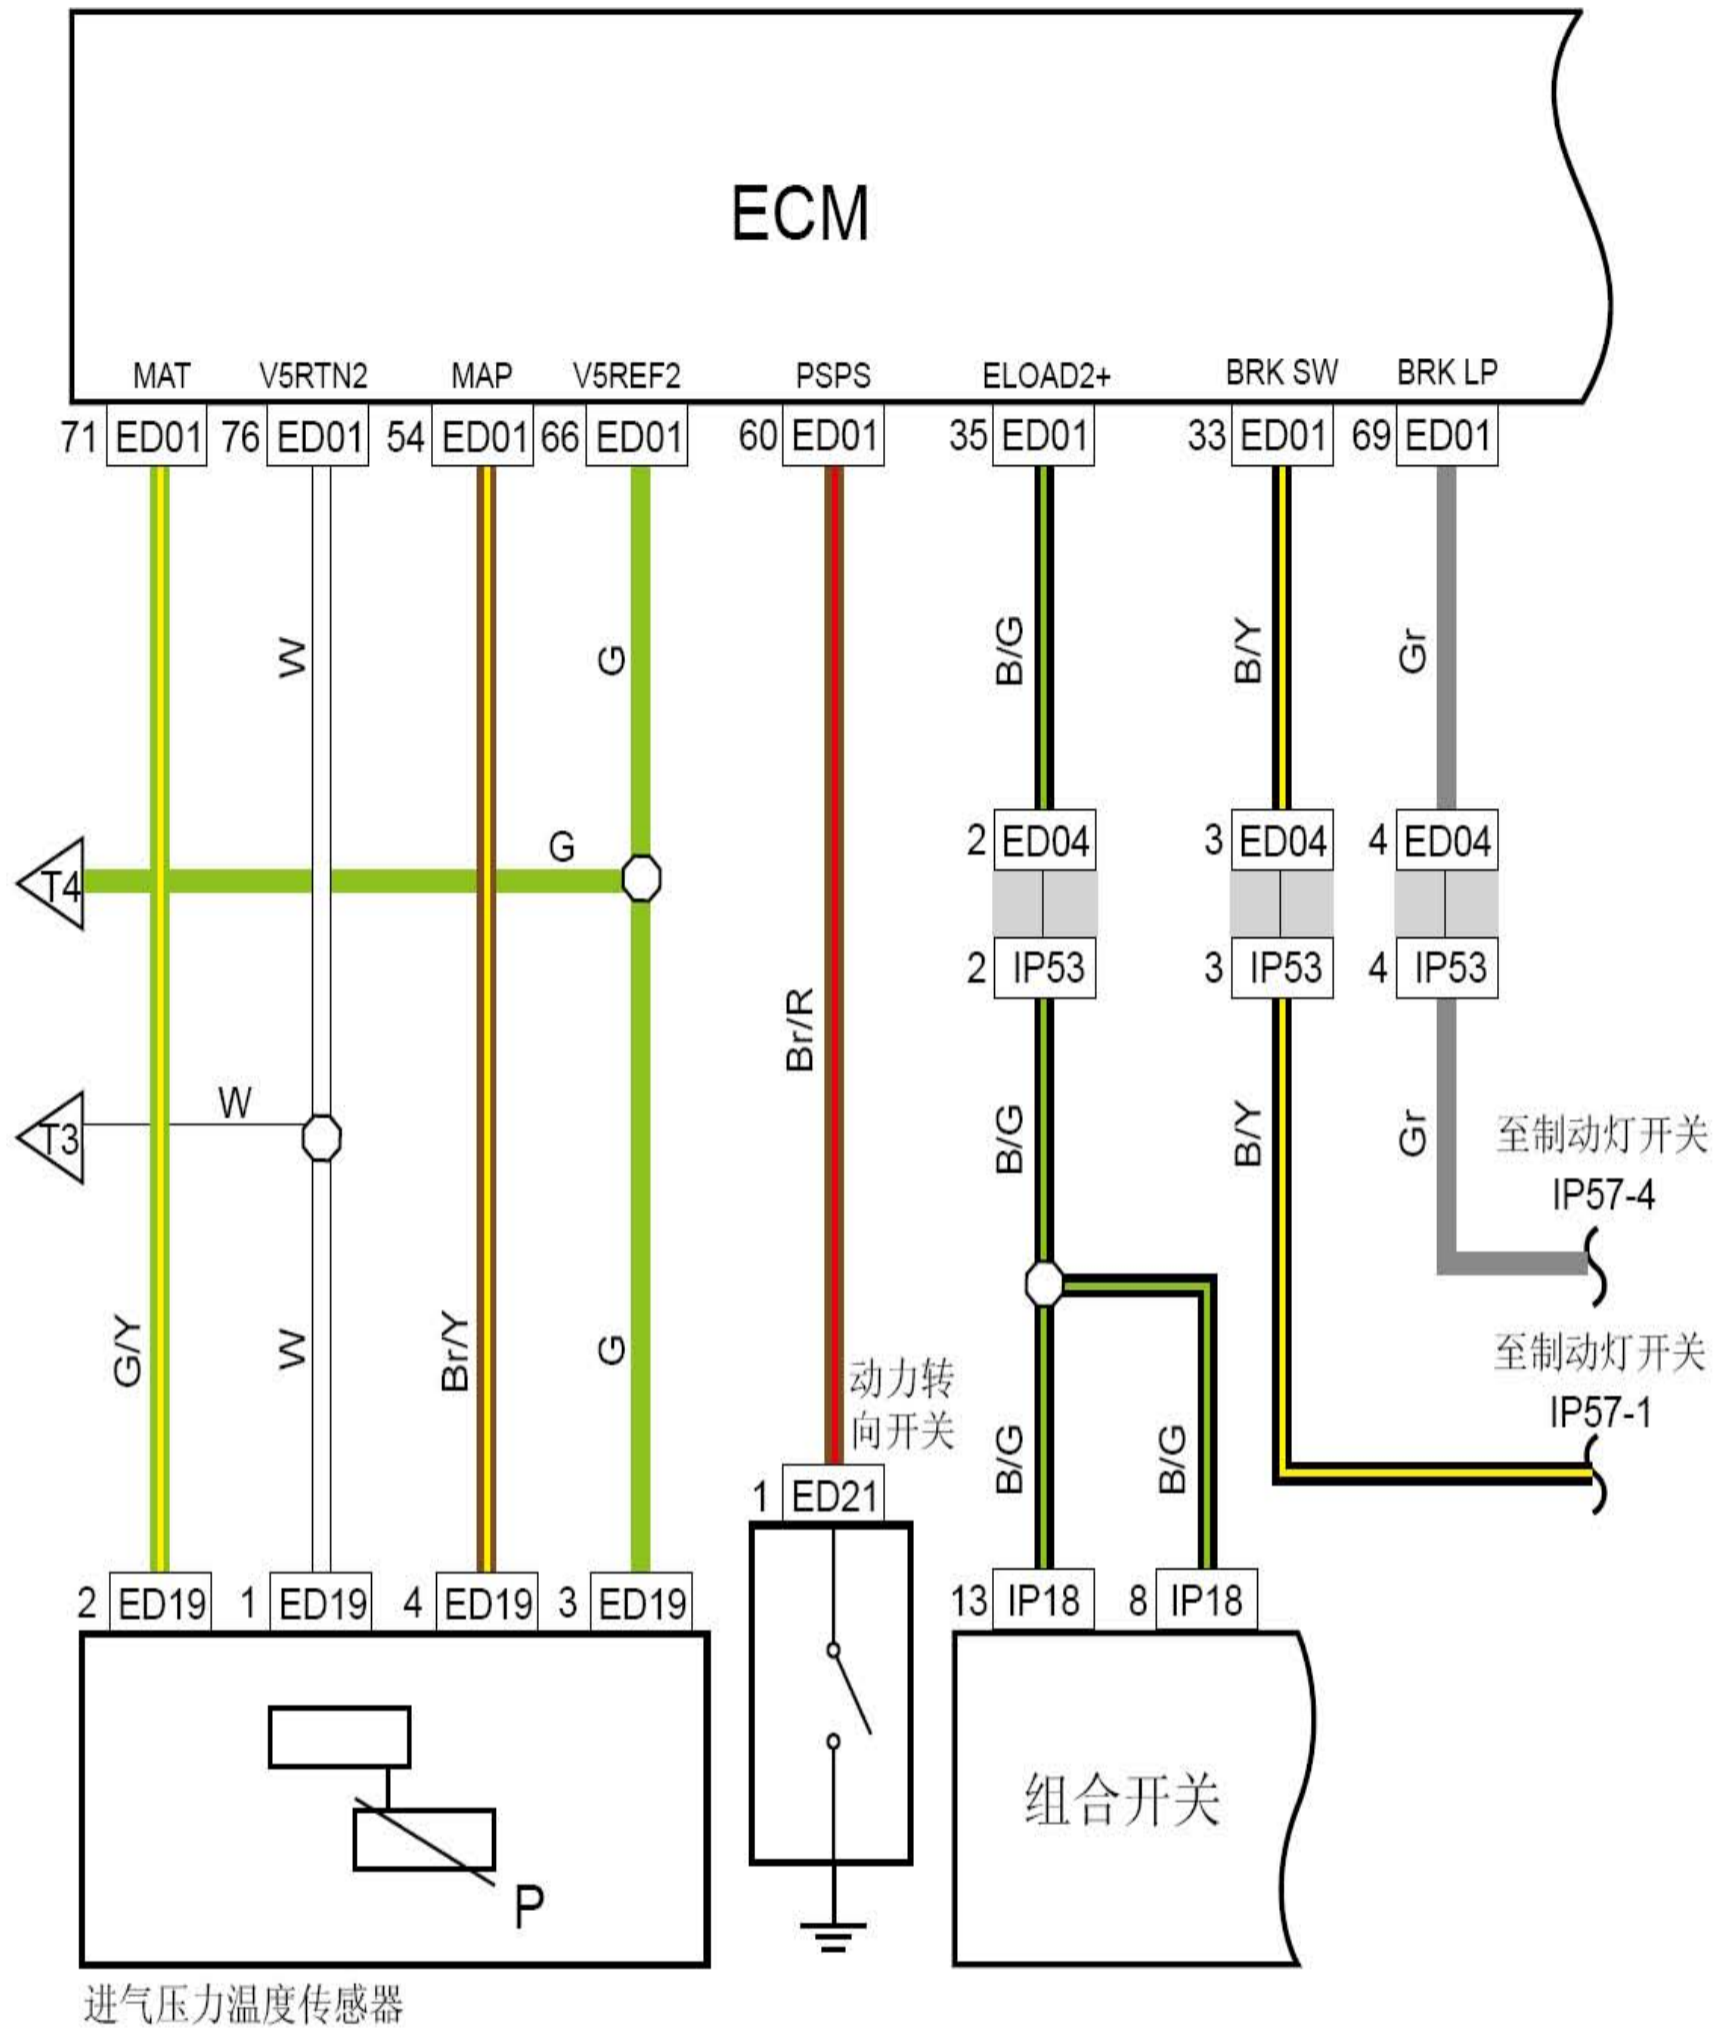 ECM
MAT V5RTN2 MAP V5REF2 PSPS ELOAD2+ BRK SW BRK LP
71 ED01 76 ED01 54 ED01 66 ED01 60 ED01 35 ED01 33 ED01 69 ED01
W G B/G B/Y Gr
2 ED04 3 ED04 4 ED04
G
T4
2 IP53 3 IP53 4 IP53
Br/R
W
T3
B/G B/Y Gr
至制动灯开关
IP57-4
G/Y W Br/Y G
动力转
向开关
至制动灯开关
IP57-1
B/G B/G
1 ED21
2 ED19 1 ED19 4 ED19 3 ED19
13 IP18 8 IP18
组合开关
P
进气压力温度传感器